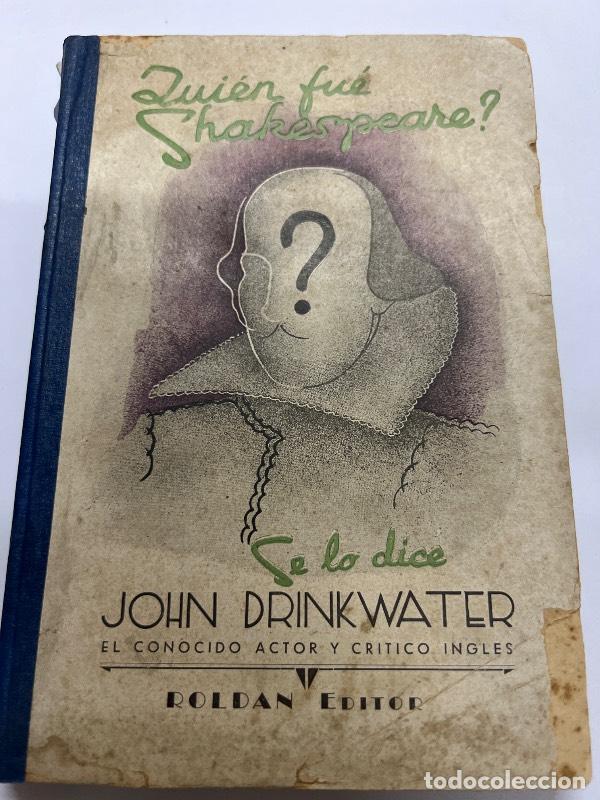 Quién fué
Shakespeare?
?
Se lo dice
JOHN DRINKWATER
EL CONOCIDO ACTOR Y CRITICO INGLES
ROLDAN EDITOR
todocoleccion